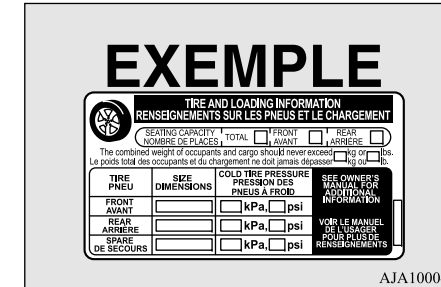 EXEMPLE
TIRE AND LOADING INFORMATION
RENSEIGNEMENTS SUR LES PNEUS ET LE CHARGEMENT
SEATING CAPACITY
NOMBRE DE PLACES
TOTAL
FRONT
AVANT
REAR
ARRIÈRE
The combined weight of occupants and cargo should never exceed kg or lbs.
Le poids total des occupants et du chargement ne doit jamais dépasser kg ou lb.
TIRE
PNEU
SIZE
DIMENSIONS
COLD TIRE PRESSURE
PRESSION DES
PNEUS À FROID
SEE OWNER'S
MANUAL FOR
ADDITIONAL
INFORMATION
FRONT
AVANT
kPa, psi
REAR
ARRIÈRE
kPa, psi
SPARE
DE SECOURS
kPa, psi
VOIR LE MANUEL
DE L'USAGER
POUR PLUS DE
RENSEIGNEMENTS
AJA1000